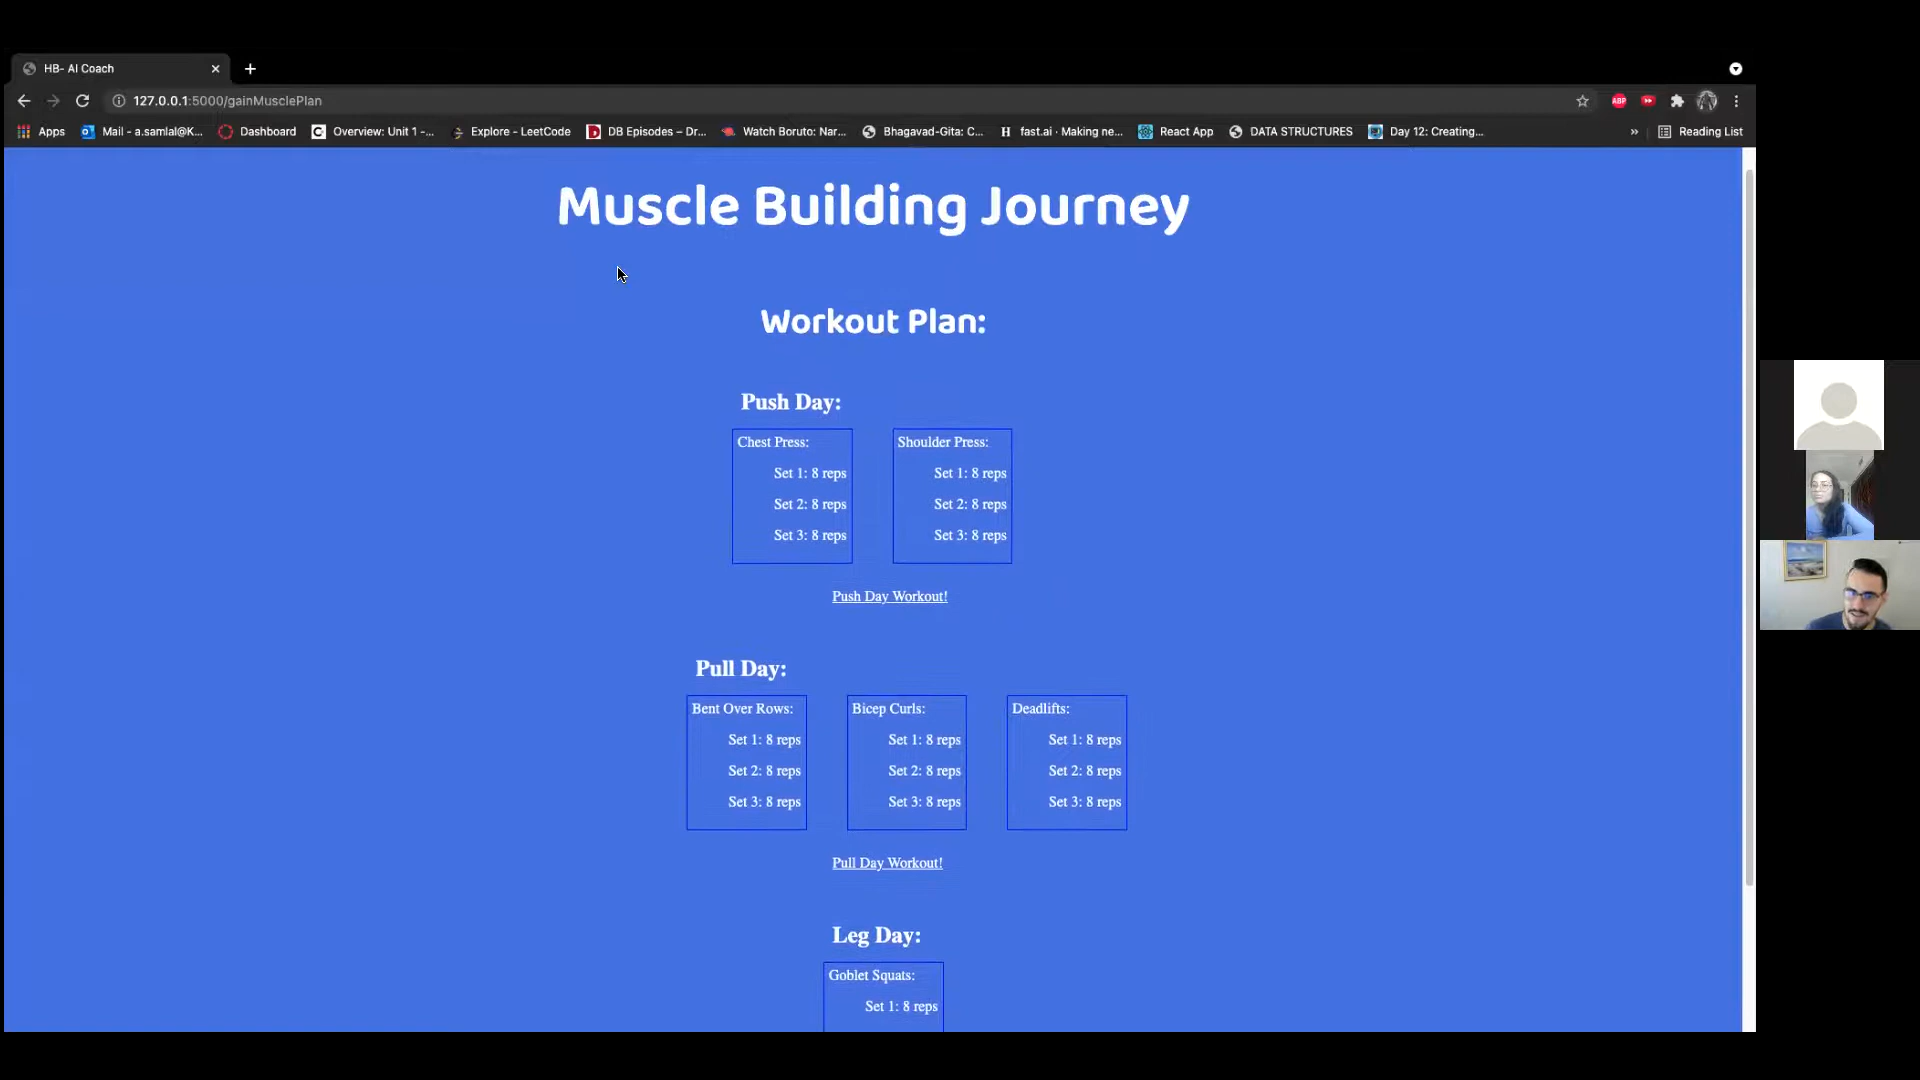 HB- AI Coach
127.0.0.1:5000/gainMusclePlan
ABP
Apps Mail - a.samlal@K... Dashboard Overview: Unit 1 -... Explore - LeetCode DB Episodes – Dr... Watch Boruto: Nar... Bhagavad-Gita: C... fast.ai · Making ne... React App DATA STRUCTURES Day 12: Creating... » Reading List
Muscle Building Journey
Workout Plan:
Push Day:
Chest Press: Shoulder Press:
Set 1: 8 reps Set 1: 8 reps
Set 2: 8 reps Set 2: 8 reps
Set 3: 8 reps Set 3: 8 reps
Push Day Workout!
Pull Day:
Bent Over Rows: Bicep Curls: Deadlifts:
Set 1: 8 reps Set 1: 8 reps Set 1: 8 reps
Set 2: 8 reps Set 2: 8 reps Set 2: 8 reps
Set 3: 8 reps Set 3: 8 reps Set 3: 8 reps
Pull Day Workout!
Leg Day:
Goblet Squats:
Set 1: 8 reps